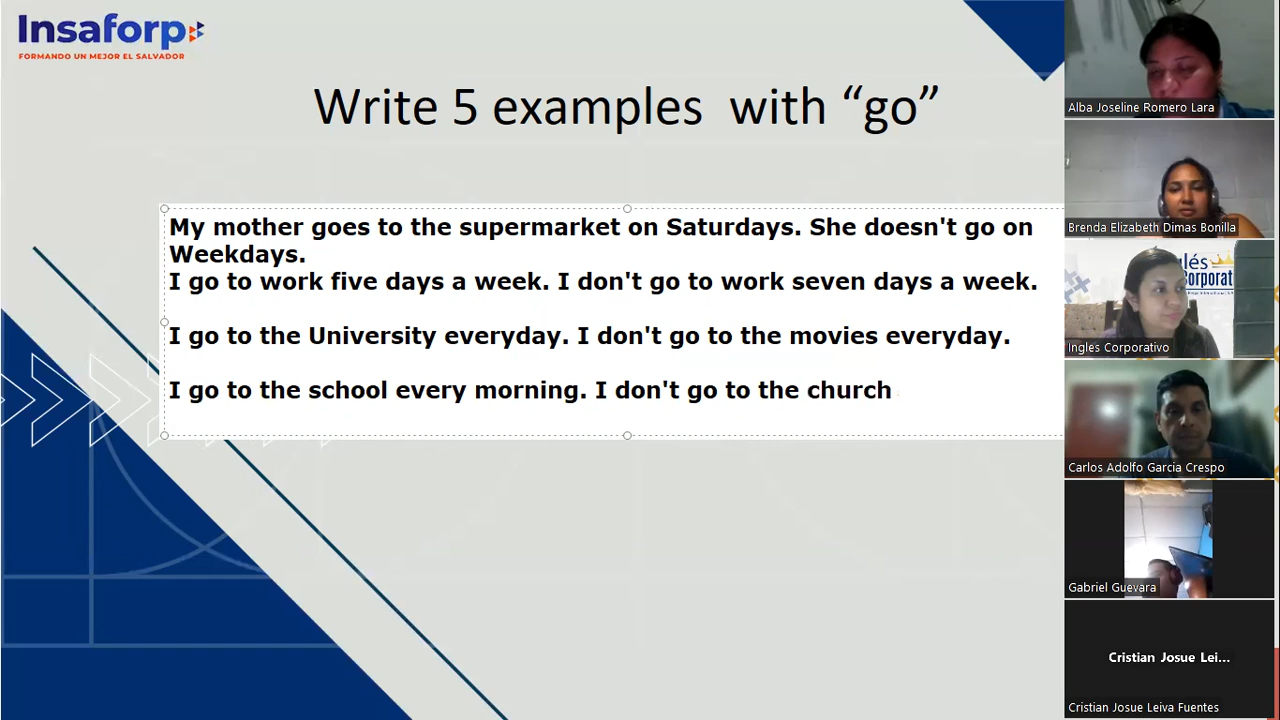 Insaforp
FORMANDO UN MEJOR EL SALVADOR
Write 5 examples with “go”
My mother goes to the supermarket on Saturdays. She doesn't go on
Weekdays.
I go to work five days a week. I don't go to work seven days a week.
I go to the University everyday. I don't go to the movies everyday.
I go to the school every morning. I don't go to the church
Alba Joseline Romero Lara
Brenda Elizabeth Dimas Bonilla
glés
Corporat
Ingles Corporativo
Carlos Adolfo Garcia Crespo
Gabriel Guevara
Cristian Josue Lei...
Cristian Josue Leiva Fuentes